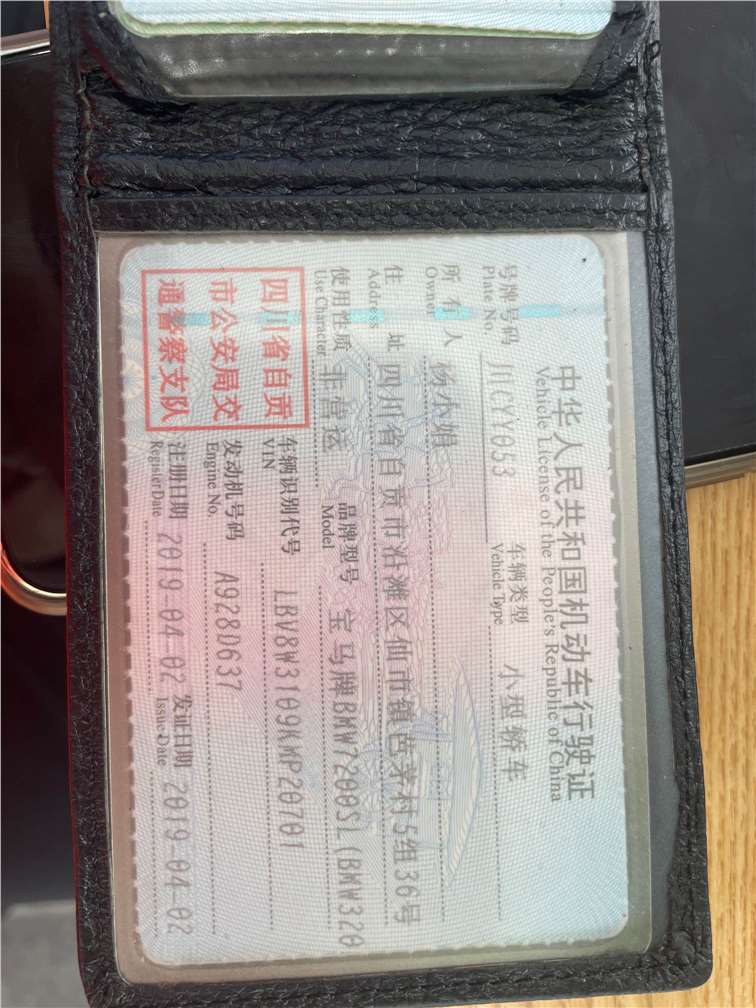 中华人民共和国机动车行驶证
Vehicle License of the People's Republic of China
号牌号码 川CYY053 车辆类型 小型轿车
Plate No. Vehicle Type
所有人 杨小娟
Owner
住址 四川省自贡市沿滩区仙市镇芭茅村5组36号
Address
使用性质 非营运 品牌型号 宝马牌BMW7200SL(BMW320
Use Character Model
四川省自贡
市公安局交
通警察支队
车辆识别代号 LBV8W3109KMP20701
VIN
发动机号码 A928D637
Engine No.
注册日期 2019-04-02 发证日期 2019-04-02
Register Date Issue Date